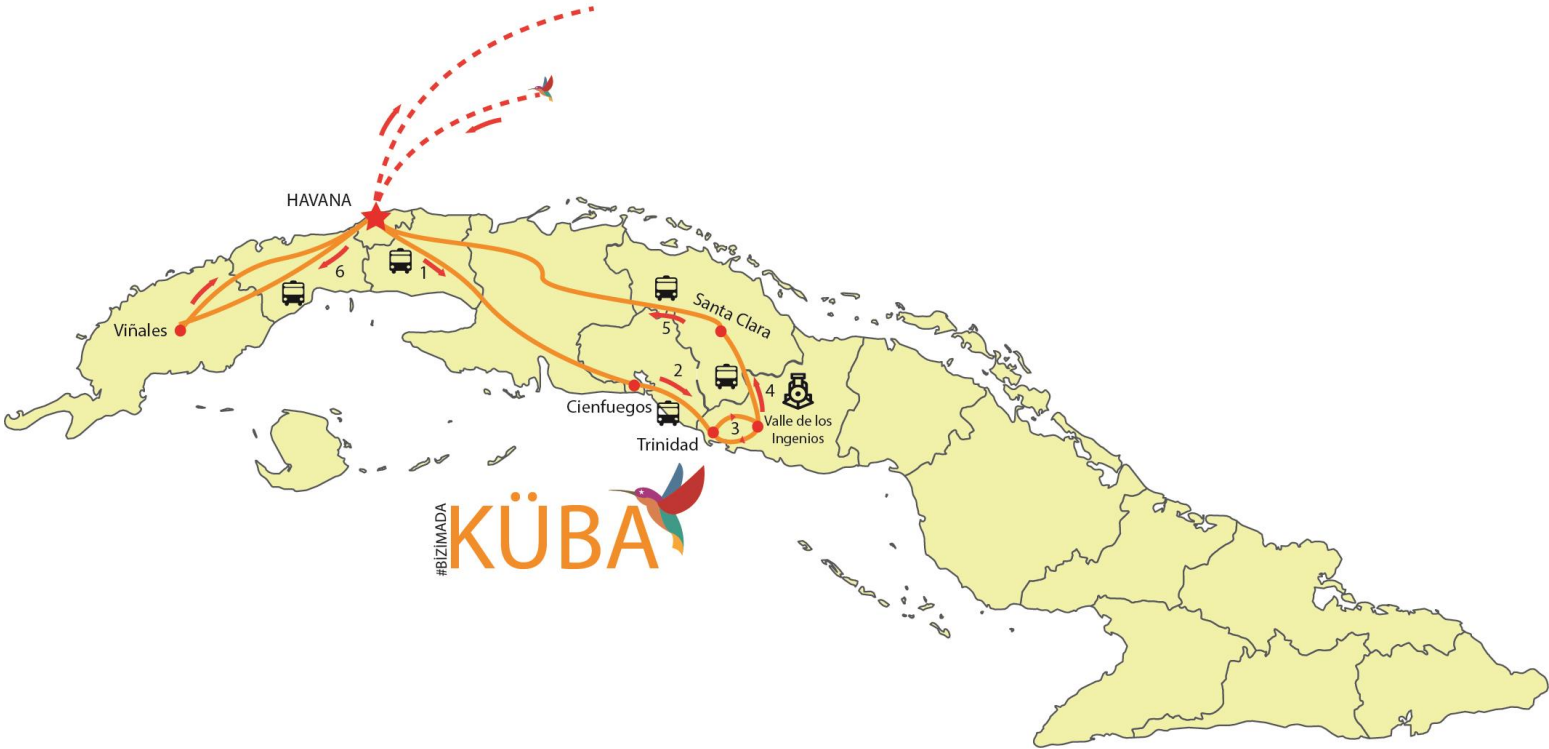 HAVANA
6
1
Viñales
Santa Clara
5
2
4
Cienfuegos
3
Valle de los
Ingenios
Trinidad
#BİZİMADA
KÜBA